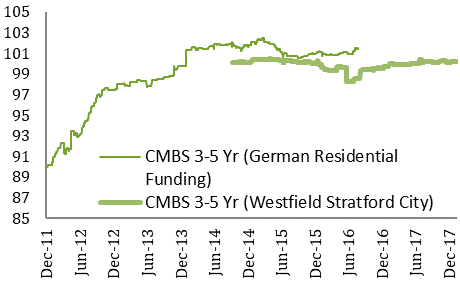 105
103
101
99
97
95
93
91
89
87
85
CMBS 3-5 Yr (German Residential
Funding)
CMBS 3-5 Yr (Westfield Stratford City)
Dec-11
Jun-12
Dec-12
Jun-13
Dec-13
Jun-14
Dec-14
Jun-15
Dec-15
Jun-16
Dec-16
Jun-17
Dec-17